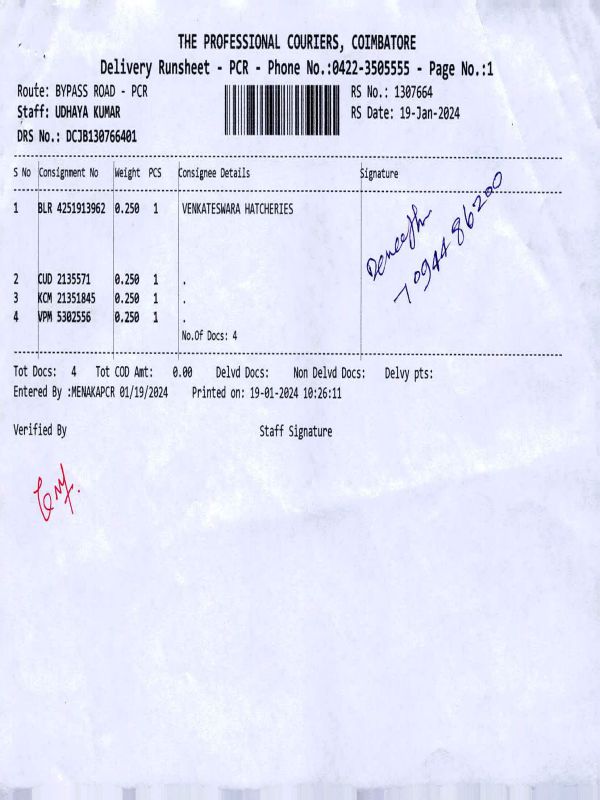 THE PROFESSIONAL COURIERS, COIMBATORE
Delivery Runsheet - PCR - Phone No.:0422-3505555 - Page No.:1
Route: BYPASS ROAD - PCR RS No.: 1307664
Staff: UDHAYA KUMAR RS Date: 19-Jan-2024
DRS No.: DCJB130766401
S No Consignment No Weight PCS Consignee Details Signature
1 BLR 4251913962 0.250 1 VENKATESWARA HATCHERIES
7094486200
2 CUD 2135571 0.250 1 .
3 KCM 21351845 0.250 1 .
4 VPM 5302556 0.250 1 .
No.Of Docs: 4
Tot Docs: 4 Tot COD Amt: 0.00 Delvd Docs: Non Delvd Docs: Delvy pts:
Entered By :MENAKAPCR 01/19/2024 Printed on: 19-01-2024 10:26:11
Verified By Staff Signature